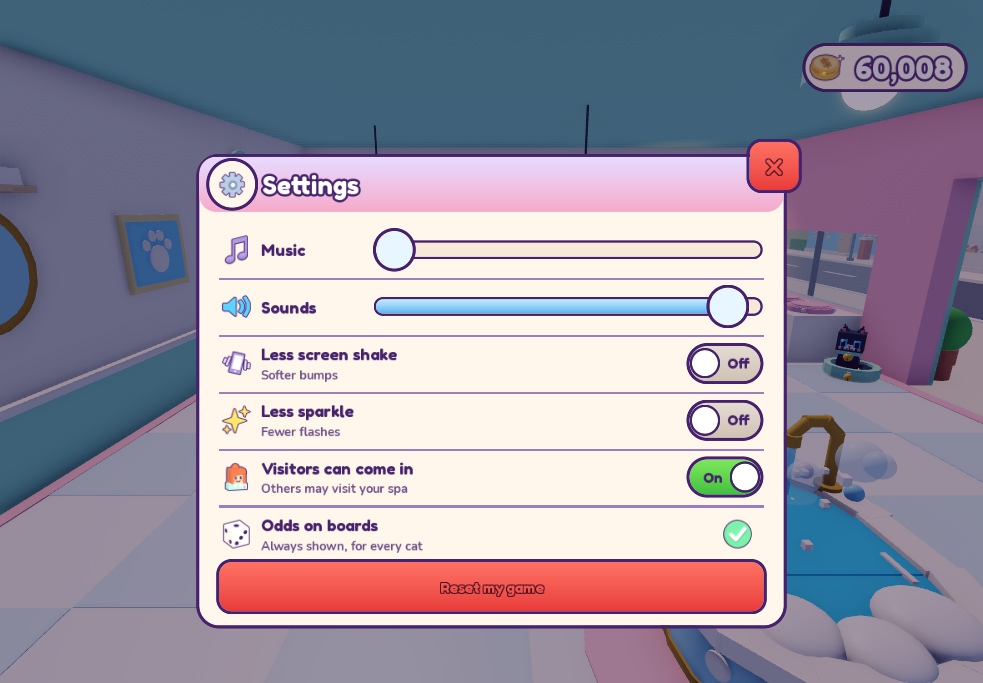 60,008
Settings
Music
Sounds
Less screen shake
Softer bumps
Off
Less sparkle
Fewer flashes
Off
Visitors can come in
Others may visit your spa
On
Odds on boards
Always shown, for every cat
Reset my game